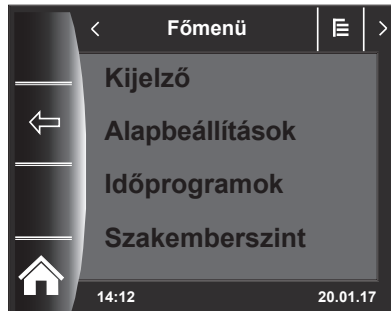 Főmenü
Kijelző
Alapbeállítások
Időprogramok
Szakemberszint
14:12 20.01.17